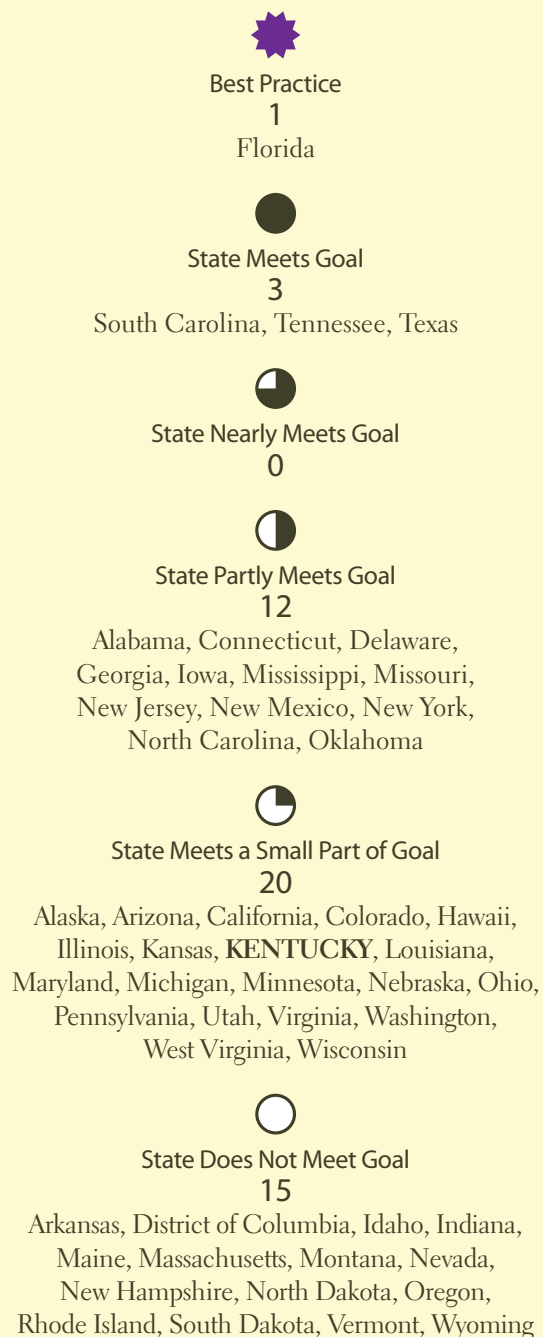 Best Practice
1
Florida
State Meets Goal
3
South Carolina, Tennessee, Texas
State Nearly Meets Goal
0
State Partly Meets Goal
12
Alabama, Connecticut, Delaware,
Georgia, Iowa, Mississippi, Missouri,
New Jersey, New Mexico, New York,
North Carolina, Oklahoma
State Meets a Small Part of Goal
20
Alaska, Arizona, California, Colorado, Hawaii,
Illinois, Kansas, KENTUCKY, Louisiana,
Maryland, Michigan, Minnesota, Nebraska, Ohio,
Pennsylvania, Utah, Virginia, Washington,
West Virginia, Wisconsin
State Does Not Meet Goal
15
Arkansas, District of Columbia, Idaho, Indiana,
Maine, Massachusetts, Montana, Nevada,
New Hampshire, North Dakota, Oregon,
Rhode Island, South Dakota, Vermont, Wyoming